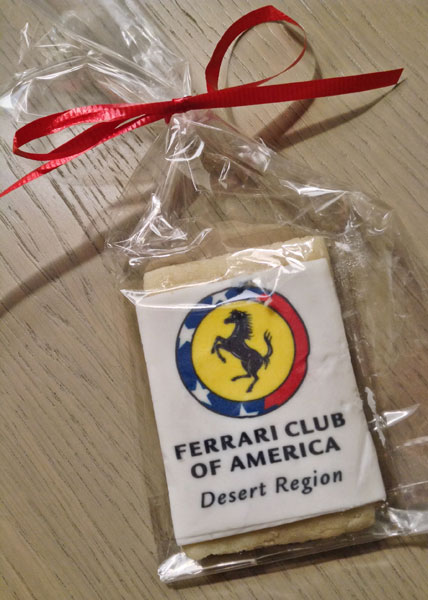 FERRARI CLUB
OF AMERICA
Desert Region